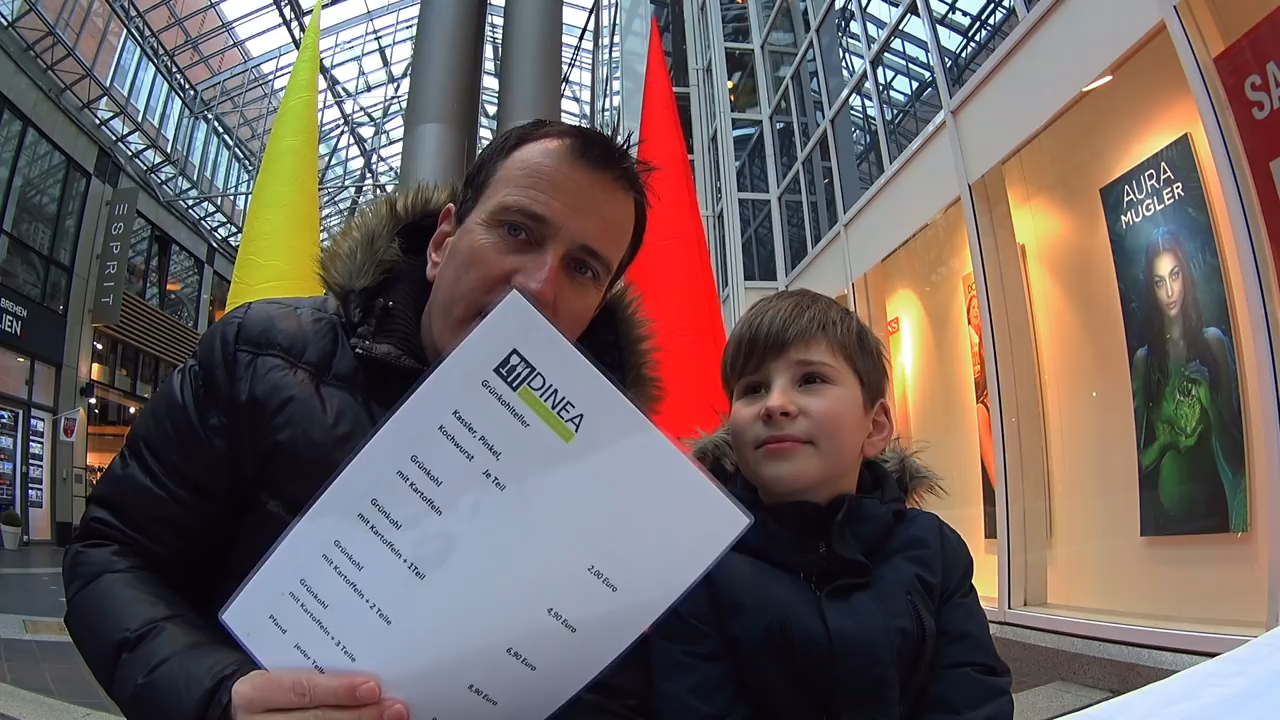 ESPRIT
BREMEN
LIEN
DINEA
Grünkohlteller
Kassler, Pinkel,
Kochwurst Je Teil 2,00 Euro
Grünkohl
mit Kartoffeln 4,90 Euro
Grünkohl
mit Kartoffeln + 1Teil 6,90 Euro
Grünkohl
mit Kartoffeln + 2 Teile 8,90 Euro
Grünkohl
mit Kartoffeln + 3 Teile
Pfand jeder Teller
AURA
MUGLER
SA